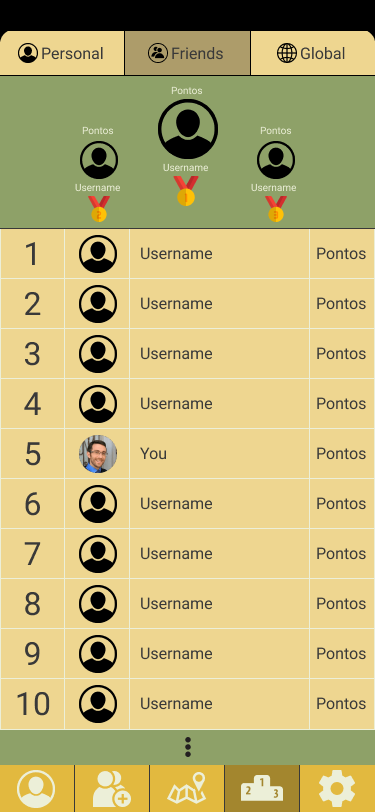 Personal
Friends
Global
Pontos
Pontos
Pontos
Username
Username
Username
1 Username Pontos
2 Username Pontos
3 Username Pontos
4 Username Pontos
5 You Pontos
6 Username Pontos
7 Username Pontos
8 Username Pontos
9 Username Pontos
10 Username Pontos
1
2
3